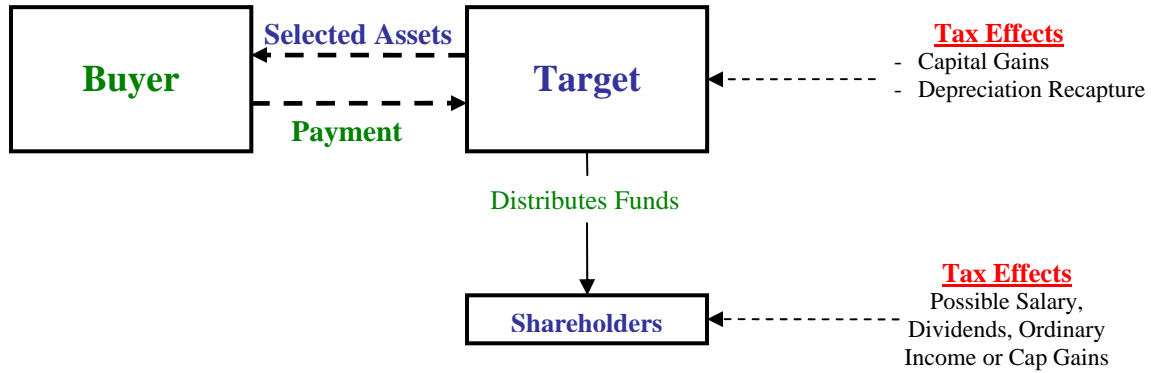 Selected Assets
Buyer
Target
Payment
Tax Effects
- Capital Gains
- Depreciation Recapture
Distributes Funds
Shareholders
Tax Effects
Possible Salary,
Dividends, Ordinary
Income or Cap Gains